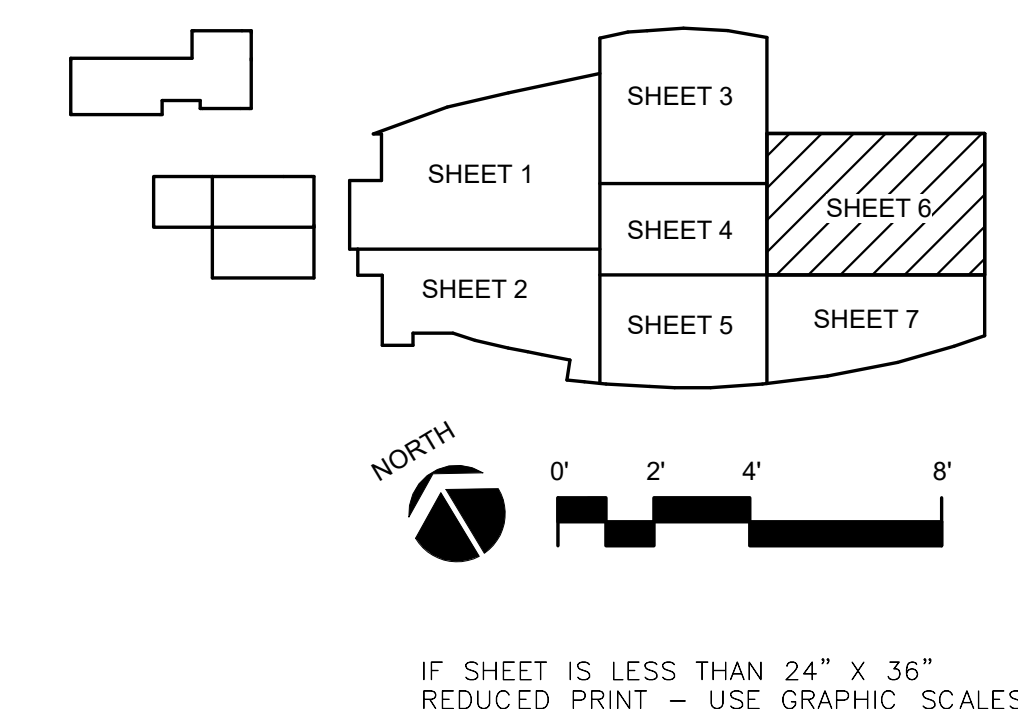 SHEET 3
SHEET 1
SHEET 6
SHEET 4
SHEET 2
SHEET 5
SHEET 7
NORTH
0' 2' 4' 8'
IF SHEET IS LESS THAN 24” X 36”
REDUCED PRINT – USE GRAPHIC SCALES